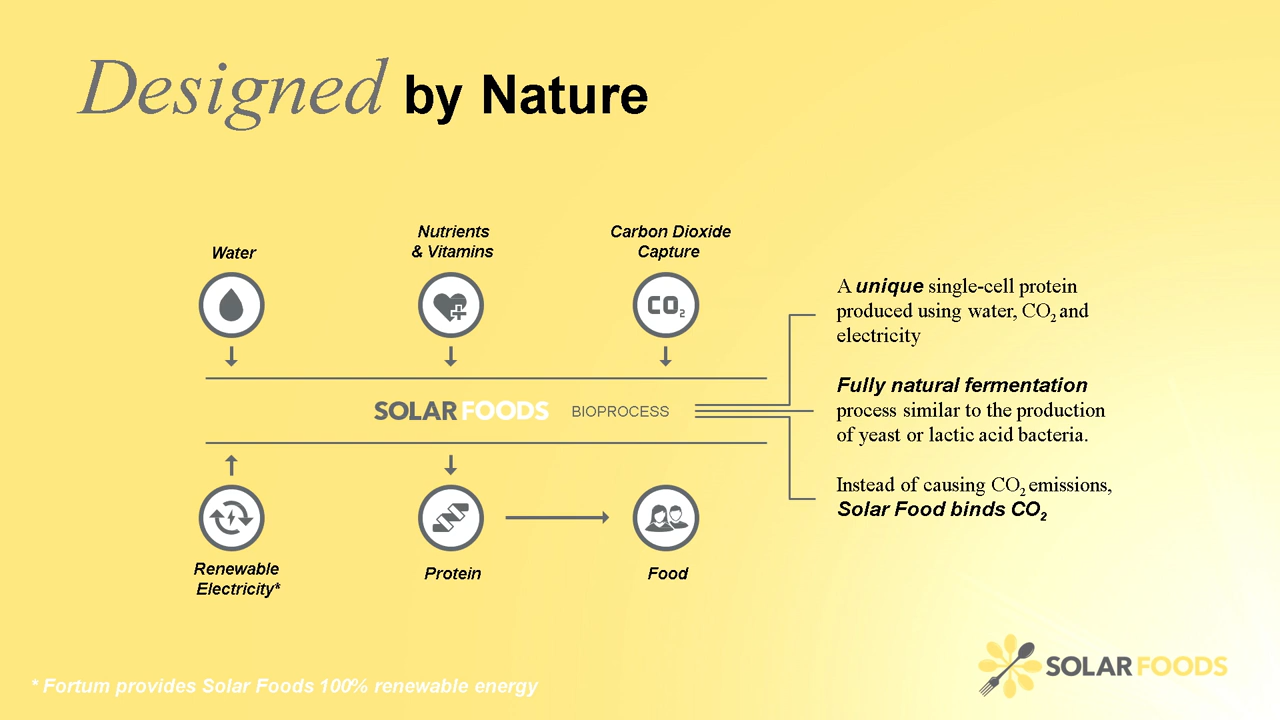 Designed by Nature
Water
Nutrients
& Vitamins
Carbon Dioxide
Capture
CO₂
SOLAR FOODS BIOPROCESS
Renewable
Electricity*
Protein
Food
A unique single-cell protein
produced using water, CO₂ and
electricity
Fully natural fermentation
process similar to the production
of yeast or lactic acid bacteria.
Instead of causing CO₂ emissions,
Solar Food binds CO₂
* Fortum provides Solar Foods 100% renewable energy
SOLAR FOODS